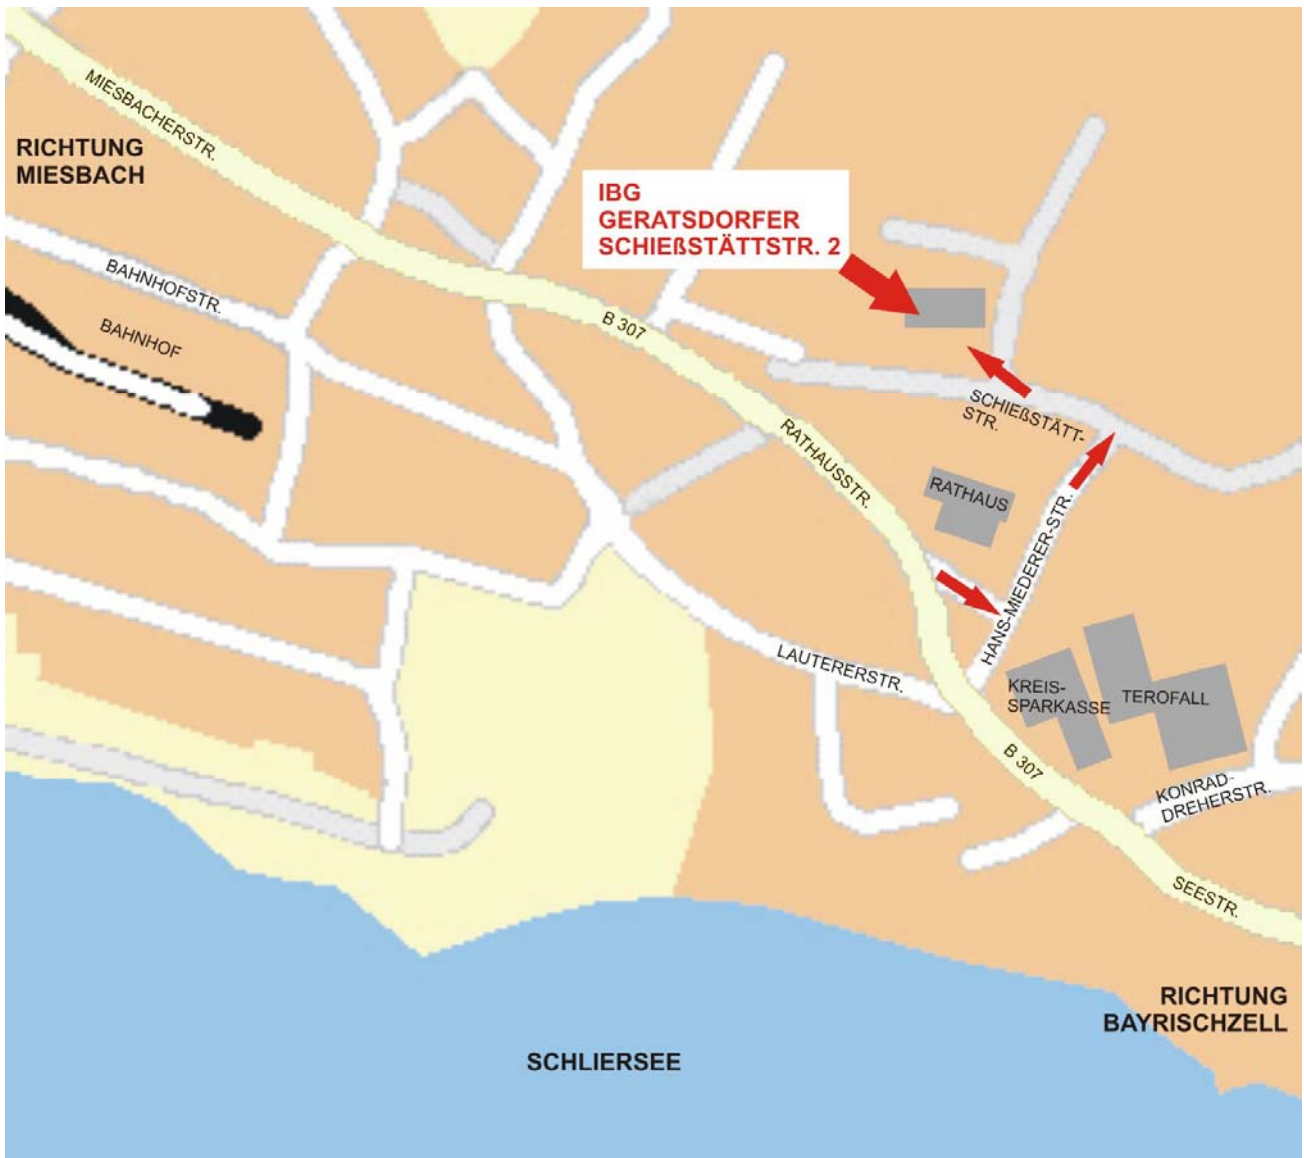 MIESBACHERSTR.
RICHTUNG
MIESBACH
IBG
GERATSDORFER
SCHIEßSTÄTTSTR. 2
BAHNHOFSTR.
BAHNHOF
B 307
SCHIEßSTÄTT-
STR.
RATHAUSSTR.
RATHAUS
HANS-MIEDERER-STR.
LAUTERERSTR.
KREIS-
SPARKASSE
TEROFALL
B 307
KONRAD-
DREHERSTR.
SEESTR.
RICHTUNG
BAYRISCHZELL
SCHLIERSEE